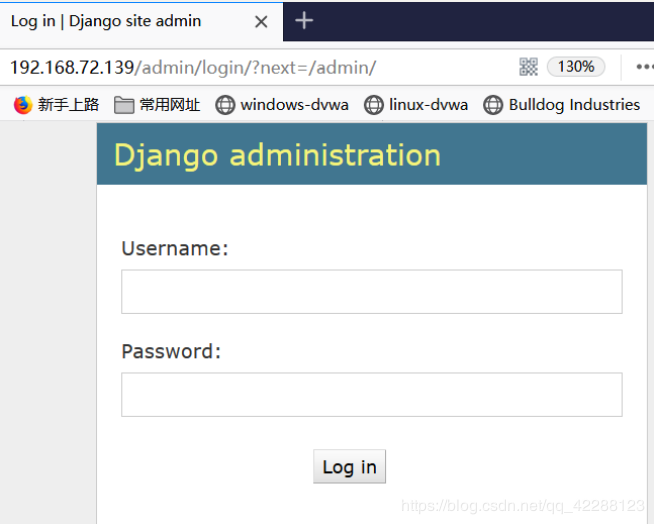 Log in | Django site admin
192.168.72.139/admin/login/?next=/admin/
130%
新手上路 常用网址 windows-dvwa linux-dvwa Bulldog Industries
Django administration
Username:
Password:
Log in
https://blog.csdn.net/qq_42288123